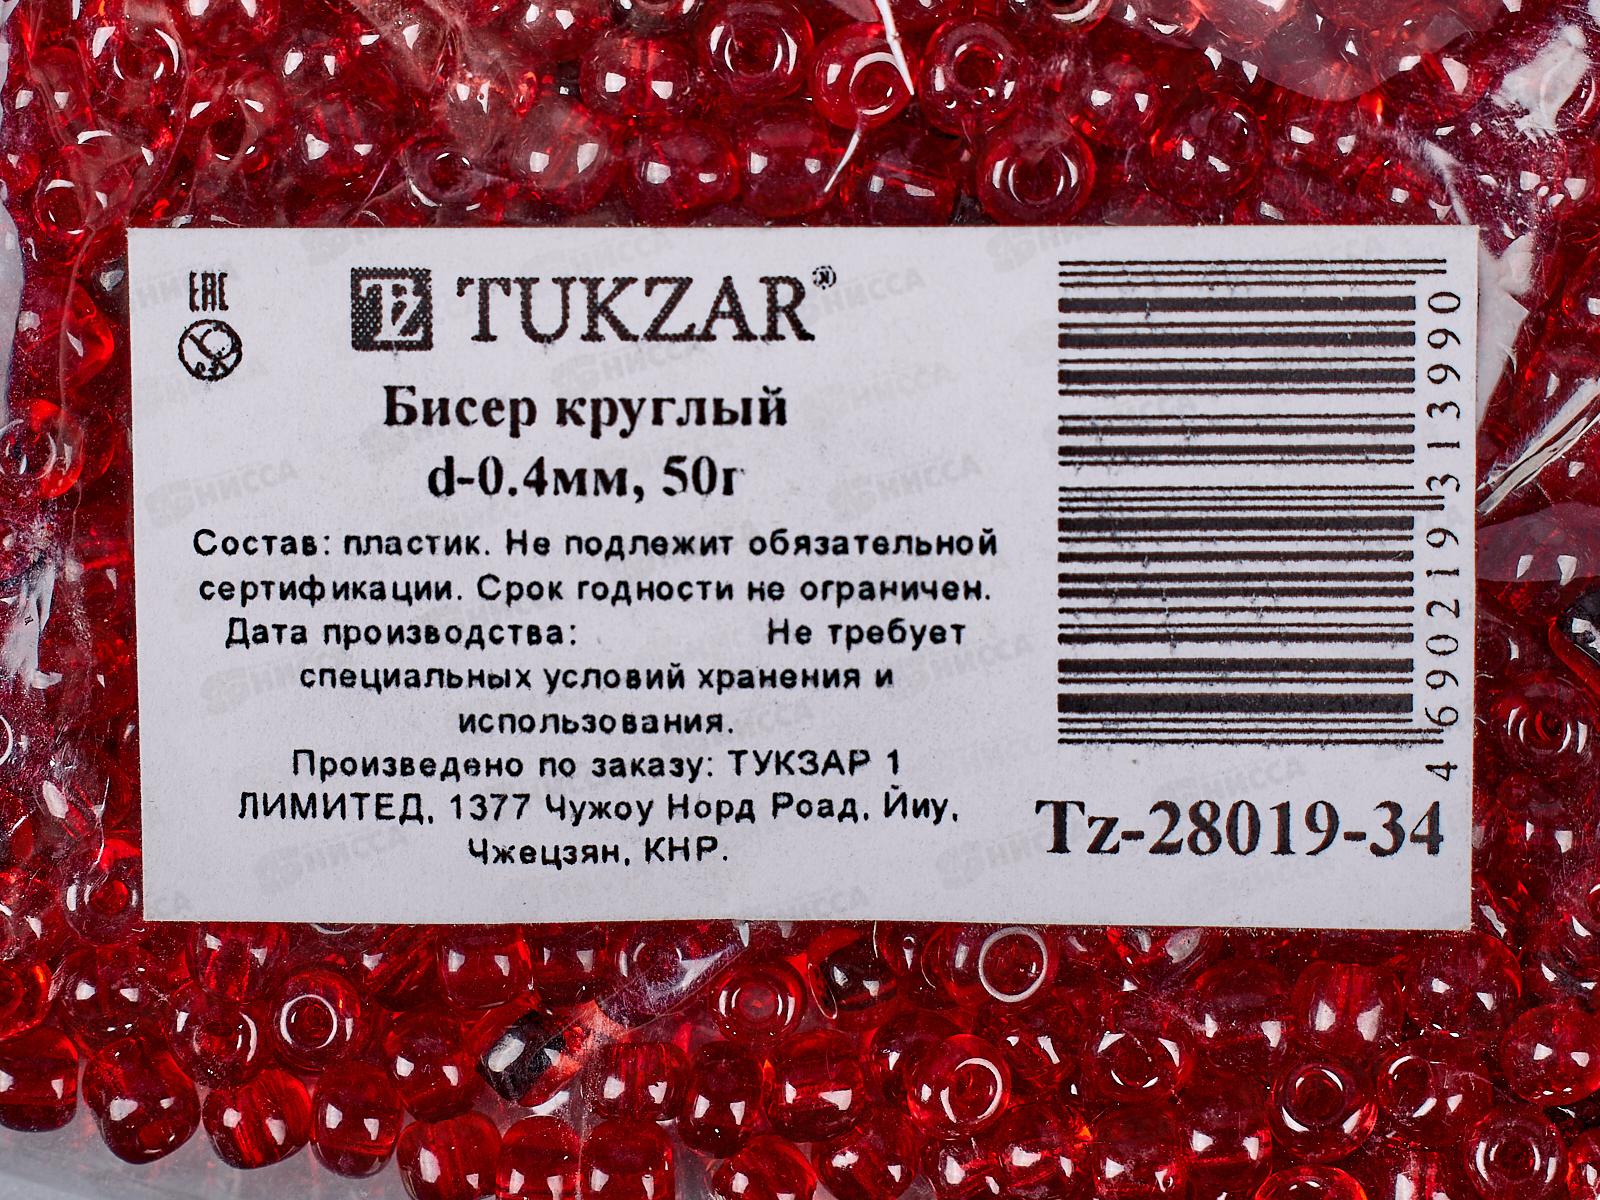 EAC
TZ TUKZAR®
Бисер круглый
d-0.4мм, 50г
Состав: пластик. Не подлежит обязательной
сертификации. Срок годности не ограничен.
Дата производства: Не требует
специальных условий хранения и
использования.
Произведено по заказу: ТУКЗАР 1
ЛИМИТЕД, 1377 Чужоу Норд Роад, Йиу,
Чжецзян, КНР.
4690219313990
Tz-28019-34
НИССА